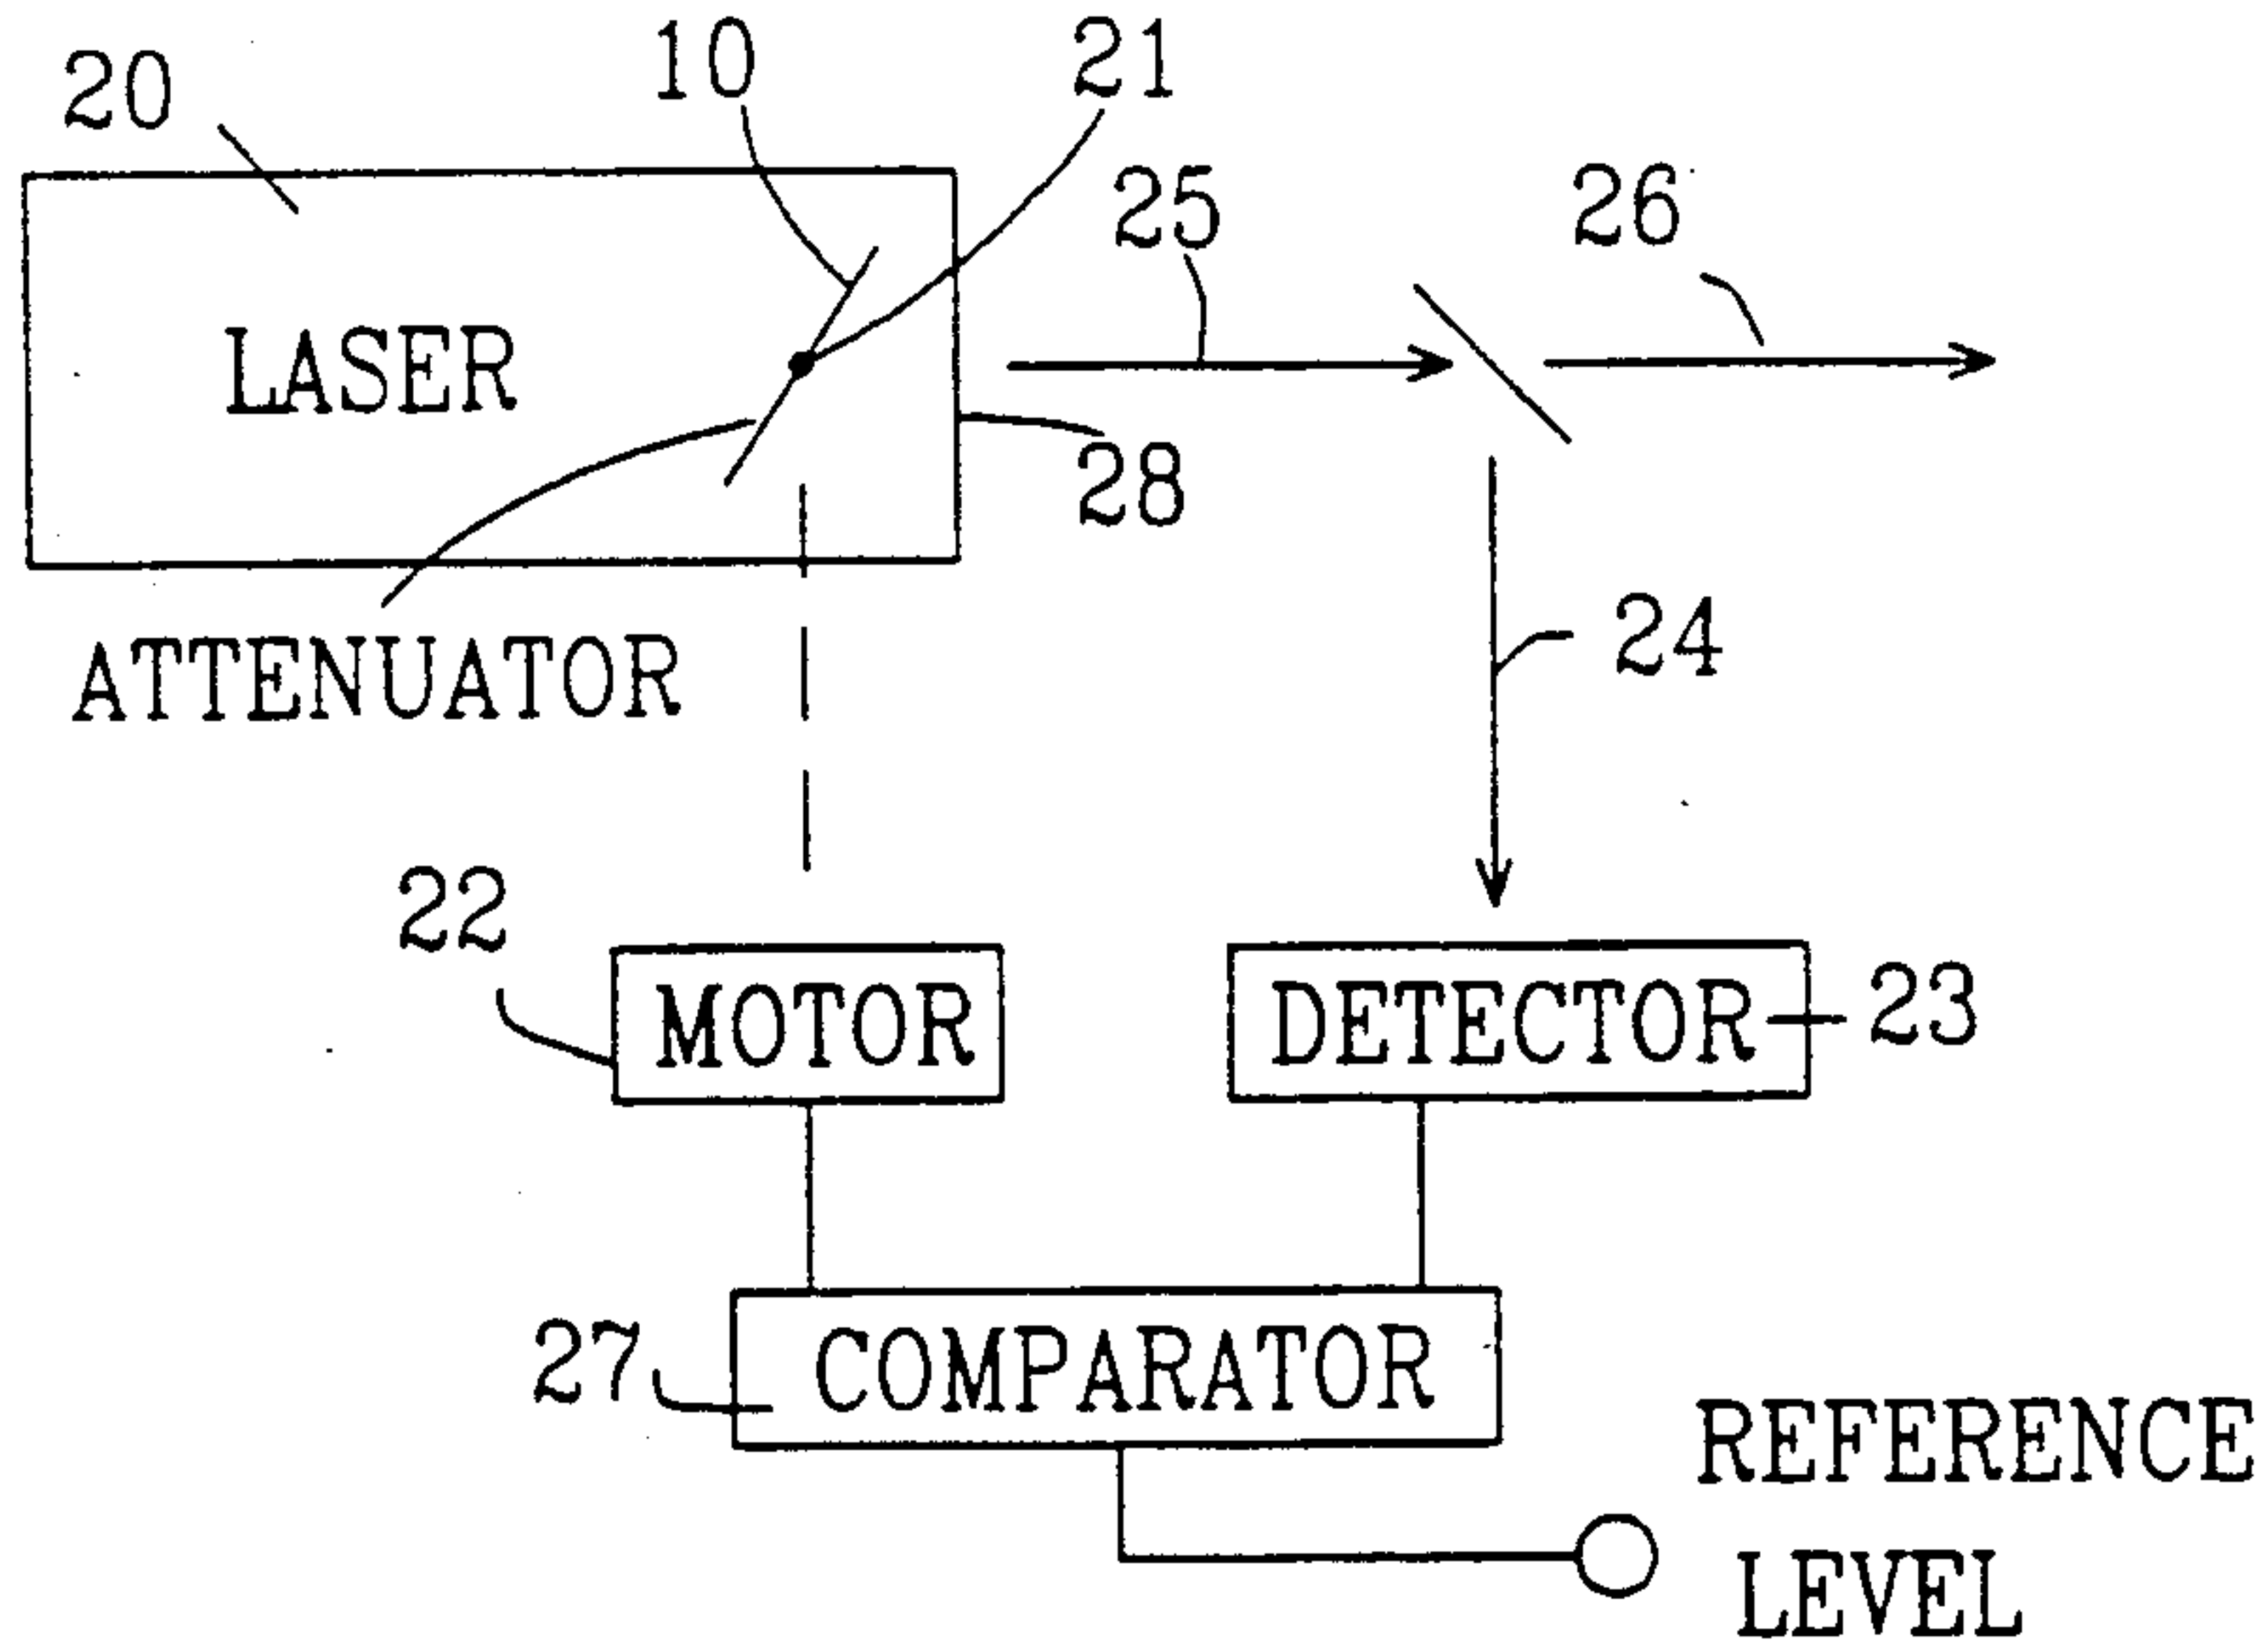 20
10
21
25
26
LASER
28
ATTENUATOR
24
22
MOTOR
DETECTOR
23
27
COMPARATOR
REFERENCE
LEVEL